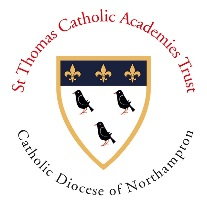 St Thomas Catholic Academies Trust
Catholic Diocese of Northampton